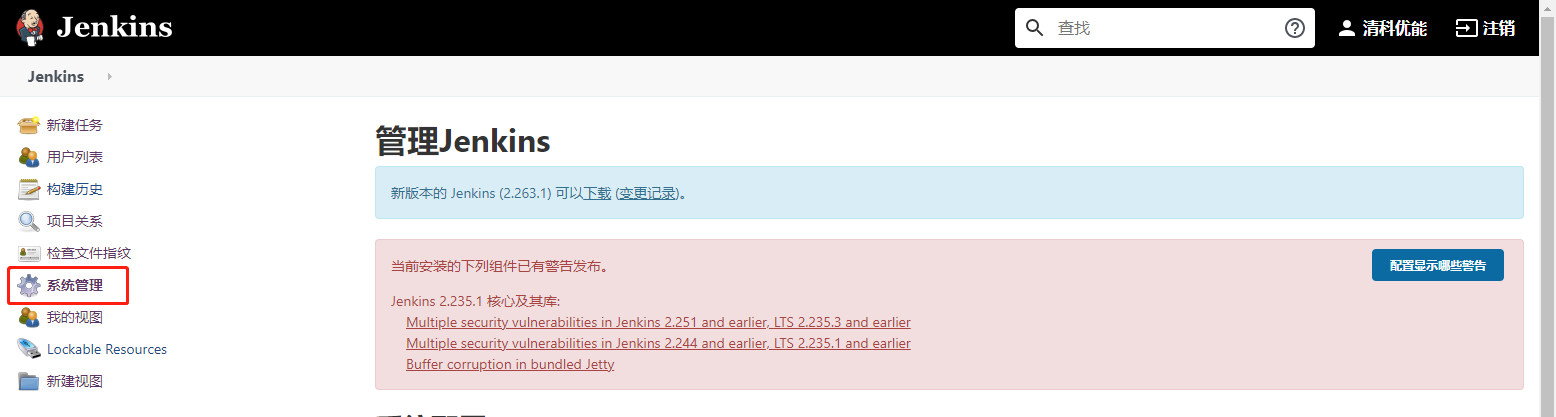 Jenkins
查找
清科优能
注销
Jenkins
新建任务
用户列表
构建历史
项目关系
检查文件指纹
系统管理
我的视图
Lockable Resources
新建视图
管理Jenkins
新版本的 Jenkins (2.263.1) 可以下载 (变更记录)。
当前安装的下列组件已有警告发布。
配置显示哪些警告
Jenkins 2.235.1 核心及其库:
Multiple security vulnerabilities in Jenkins 2.251 and earlier, LTS 2.235.3 and earlier
Multiple security vulnerabilities in Jenkins 2.244 and earlier, LTS 2.235.1 and earlier
Buffer corruption in bundled Jetty